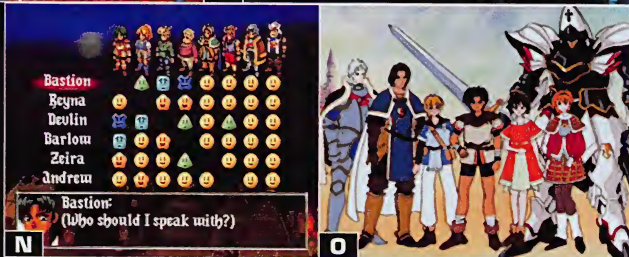 Bastion
Reyna
Devlin
Barlow
Zeira
Andrew
Bastion:
(Who should I speak with?)
N
O